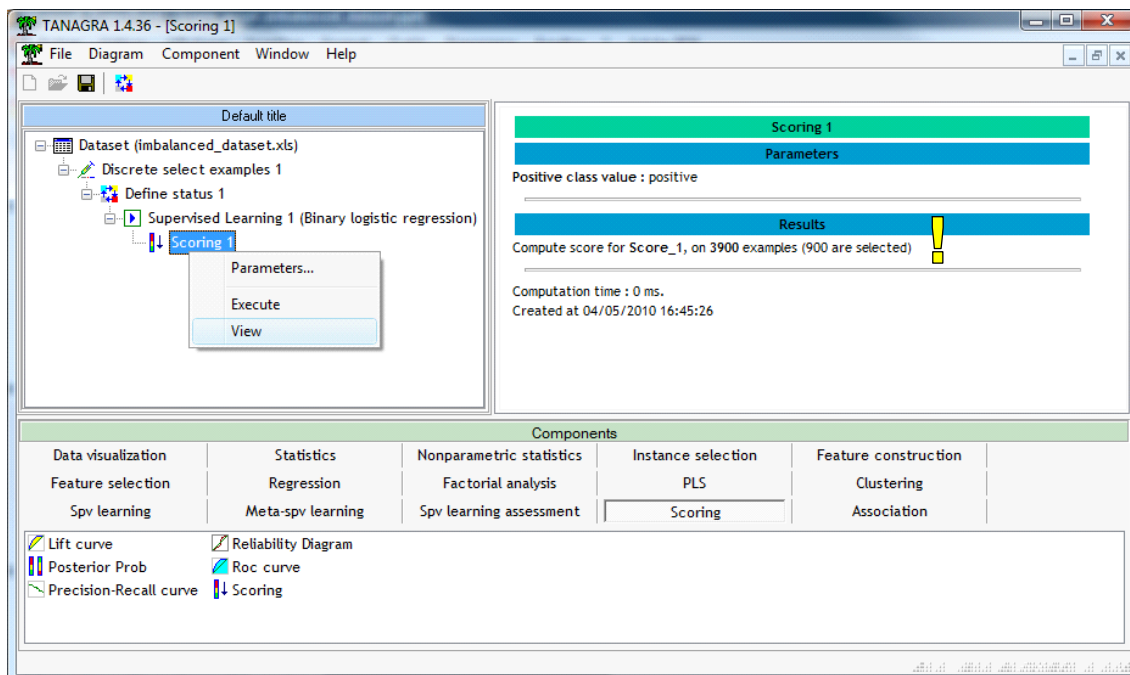 TANAGRA 1.4.36 - [Scoring 1]
File Diagram Component Window Help
Default title
Dataset (imbalanced_dataset.xls)
Discrete select examples 1
Define status 1
Supervised Learning 1 (Binary logistic regression)
Scoring 1
Parameters...
Execute
View
Scoring 1
Parameters
Positive class value : positive
Results
Compute score for Score_1, on 3900 examples (900 are selected)
Computation time : 0 ms.
Created at 04/05/2010 16:45:26
Components
Data visualization Statistics Nonparametric statistics Instance selection Feature construction
Feature selection Regression Factorial analysis PLS Clustering
Spv learning Meta-spv learning Spv learning assessment Scoring Association
Lift curve Reliability Diagram
Posterior Prob Roc curve
Precision-Recall curve Scoring